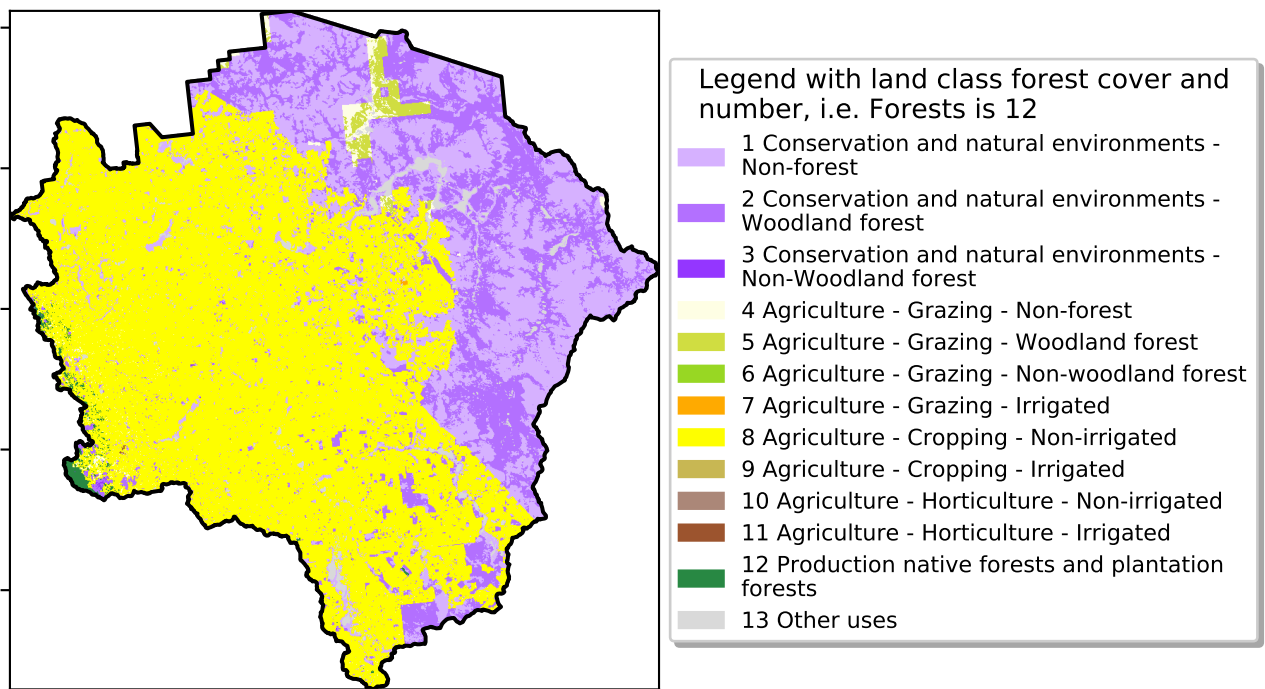 Legend with land class forest cover and
number, i.e. Forests is 12
1 Conservation and natural environments -
Non-forest
2 Conservation and natural environments -
Woodland forest
3 Conservation and natural environments -
Non-Woodland forest
4 Agriculture - Grazing - Non-forest
5 Agriculture - Grazing - Woodland forest
6 Agriculture - Grazing - Non-woodland forest
7 Agriculture - Grazing - Irrigated
8 Agriculture - Cropping - Non-irrigated
9 Agriculture - Cropping - Irrigated
10 Agriculture - Horticulture - Non-irrigated
11 Agriculture - Horticulture - Irrigated
12 Production native forests and plantation
forests
13 Other uses